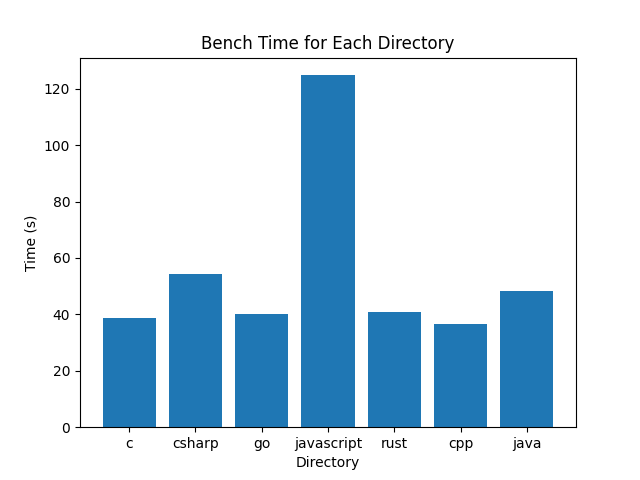 Bench Time for Each Directory
120
100
80
60
40
20
0
Time (s)
c csharp go javascript rust cpp java
Directory